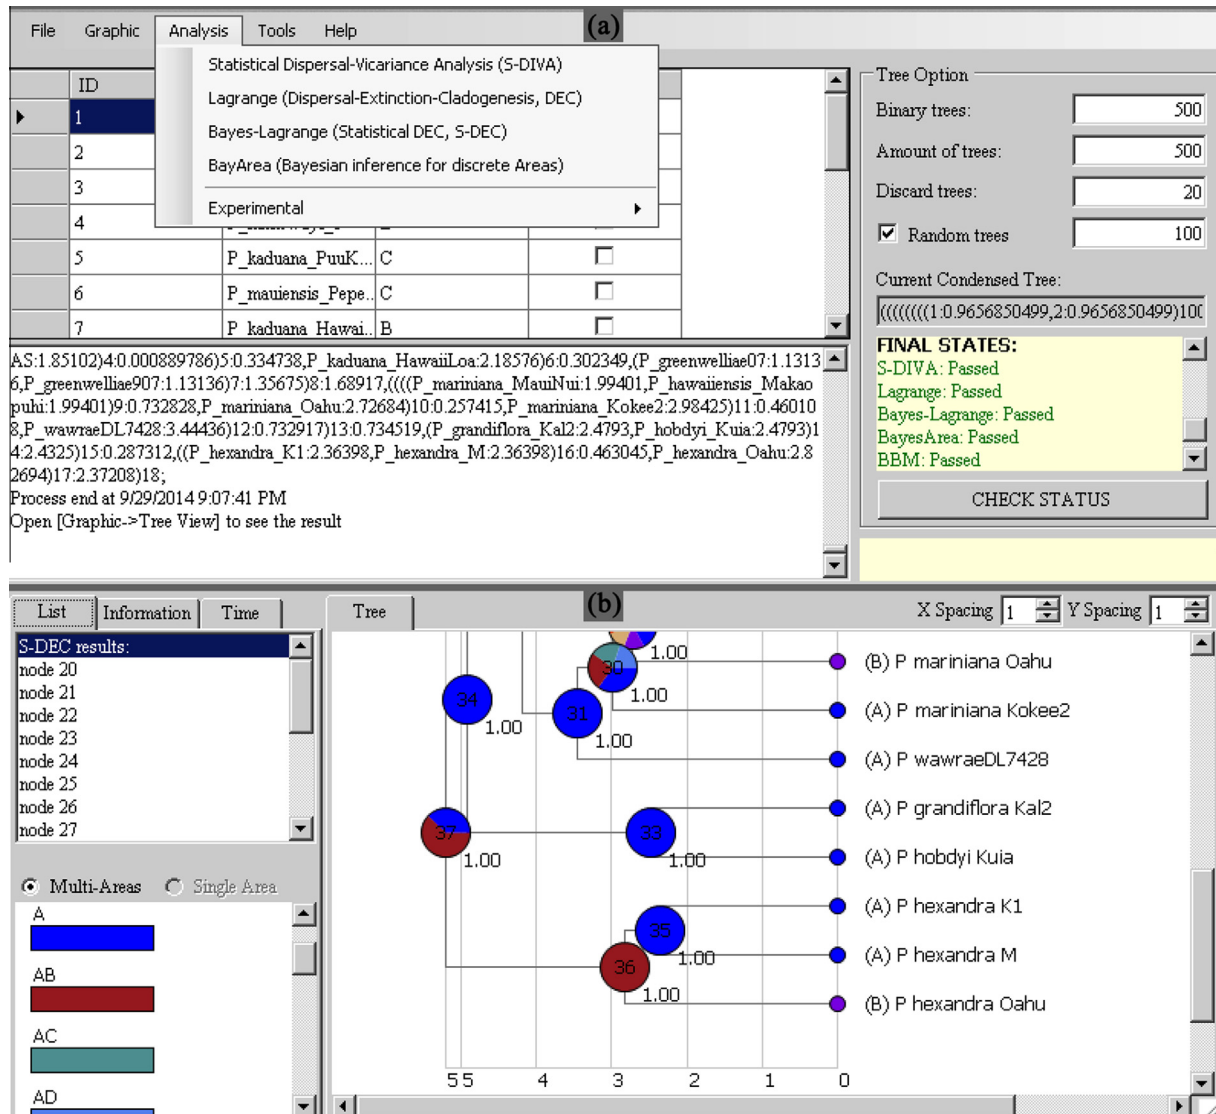 File Graphic Analysis Tools Help (a)
Statistical Dispersal-Vicariance Analysis (S-DIVA)
Lagrange (Dispersal-Extinction-Cladogenesis, DEC)
Bayes-Lagrange (Statistical DEC, S-DEC)
BayArea (Bayesian inference for discrete Areas)
Experimental
ID
1
2
3
4
5 P_kaduana_PuuK... C
6 P_mauiensis_Pepe.. C
7 P_kaduana_Hawai.. B
Tree Option
Binary trees: 500
Amount of trees: 500
Discard trees: 20
Random trees 100
Current Condensed Tree:
((((((((1:0.9656850499,2:0.9656850499)100
FINAL STATES:
S-DIVA: Passed
Lagrange: Passed
Bayes-Lagrange: Passed
BayesArea: Passed
BBM: Passed
CHECK STATUS
AS:1.85102)4:0.000889786)5:0.334738,P_kaduana_HawaiiLoa:2.18576)6:0.302349,(P_greenwelliae07:1.1313
6,P_greenwelliae907:1.13136)7:1.35675)8:1.68917,((((P_mariniana_MauiNui:1.99401,P_hawaiiensis_Makao
puhi:1.99401)9:0.732828,P_mariniana_Oahu:2.72684)10:0.257415,P_mariniana_Kokee2:2.98425)11:0.46010
8,P_wawraeDL7428:3.44436)12:0.732917)13:0.734519,(P_grandiflora_Kal2:2.4793,P_hobdyi_Kuia:2.4793)1
4:2.4325)15:0.287312,((P_hexandra_K1:2.36398,P_hexandra_M:2.36398)16:0.463045,P_hexandra_Oahu:2.8
2694)17:2.37208)18;
Process end at 9/29/2014 9:07:41 PM
Open [Graphic->Tree View] to see the result
List Information Time
Tree (b) X Spacing 1 Y Spacing 1
S-DEC results:
node 20
node 21
node 22
node 23
node 24
node 25
node 26
node 27
Multi-Areas Single Area
A
AB
AC
AD
1.00
30 (B) P mariniana Oahu
1.00
34
1.00
31 (A) P mariniana Kokee2
1.00
(A) P wawraeDL7428
(A) P grandiflora Kal2
37 33
1.00 1.00
(A) P hobdyi Kuia
(A) P hexandra K1
35
1.00
(A) P hexandra M
36
1.00
(B) P hexandra Oahu
5 5 4 3 2 1 0